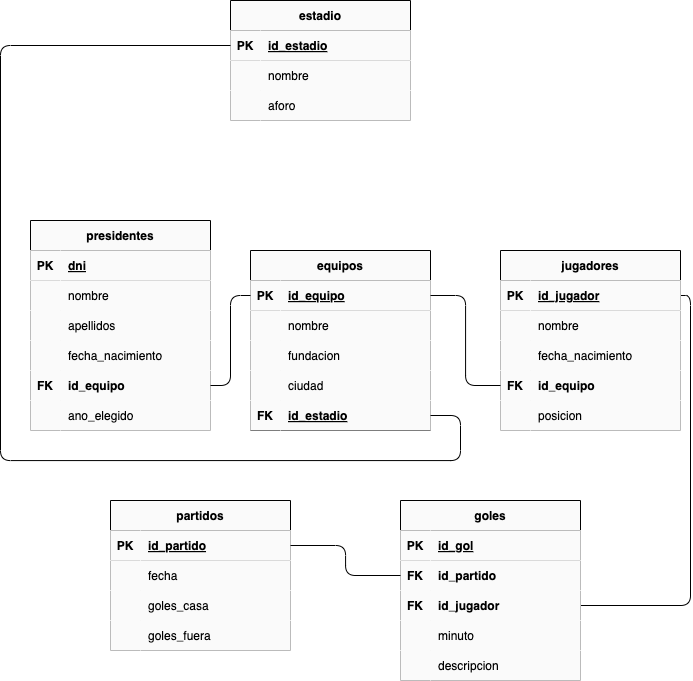 estadio
PK id_estadio
nombre
aforo
presidentes
PK dni
nombre
apellidos
fecha_nacimiento
FK id_equipo
ano_elegido
equipos
PK id_equipo
nombre
fundacion
ciudad
FK id_estadio
jugadores
PK id_jugador
nombre
fecha_nacimiento
FK id_equipo
posicion
partidos
PK id_partido
fecha
goles_casa
goles_fuera
goles
PK id_gol
FK id_partido
FK id_jugador
minuto
descripcion